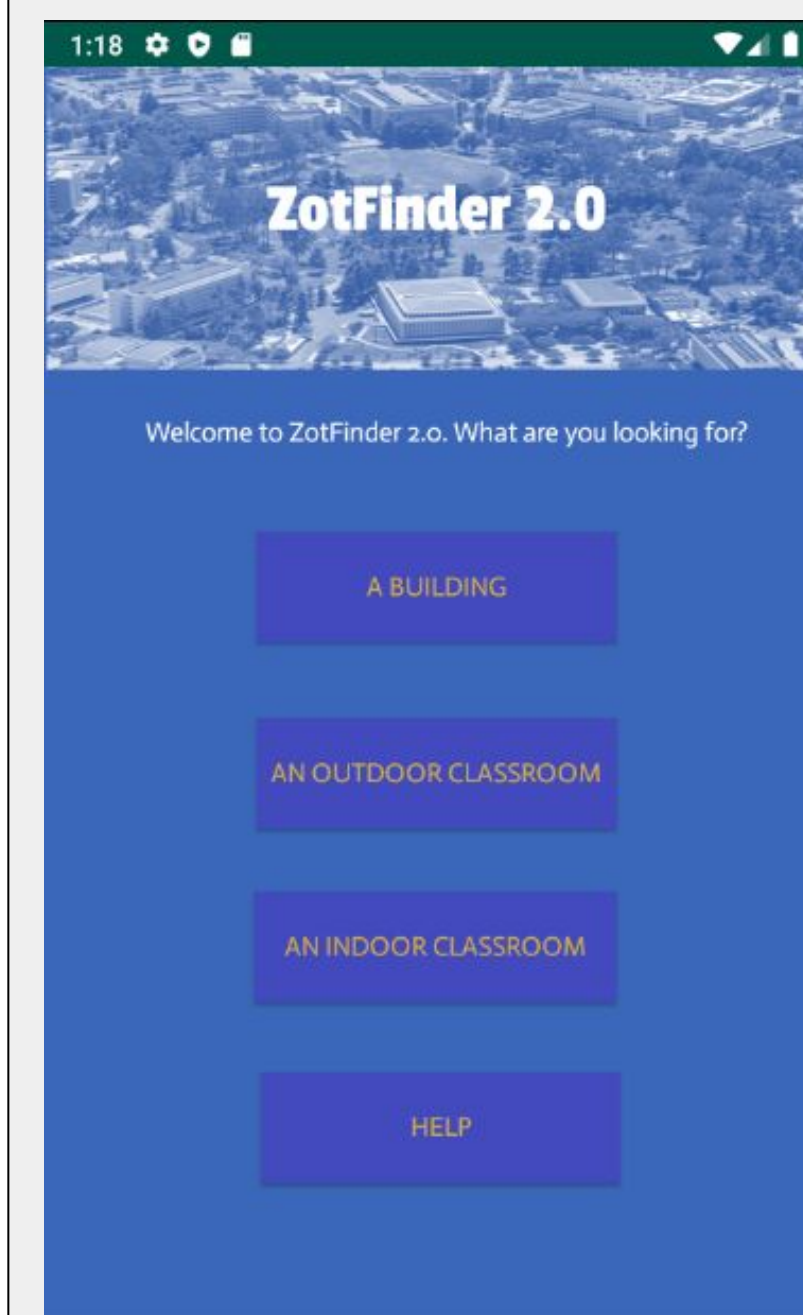 1:18
ZotFinder 2.0
Welcome to ZotFinder 2.0. What are you looking for?
A BUILDING
AN OUTDOOR CLASSROOM
AN INDOOR CLASSROOM
HELP